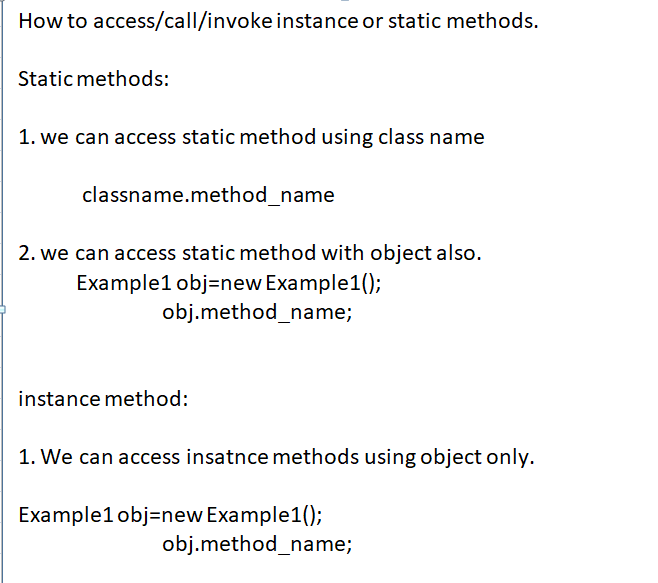 How to access/call/invoke instance or static methods.
Static methods:
1. we can access static method using class name
classname.method_name
2. we can access static method with object also.
Example1 obj=new Example1();
obj.method_name;
instance method:
1. We can access insatnce methods using object only.
Example1 obj=new Example1();
obj.method_name;